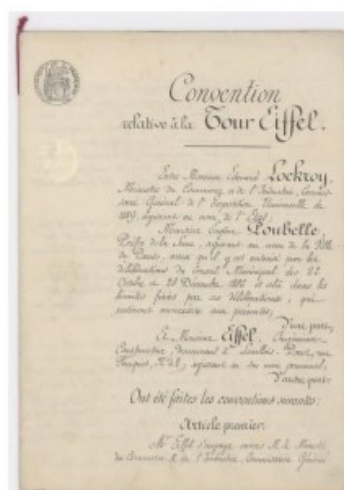 Convention
relative à la Tour Eiffel.
Entre Monsieur Edouard Lockroy,
Ministre du Commerce et de l'Industrie, Commis-
saire Général de l'Exposition Universelle de
1889, agissant au nom de l'Etat;
Monsieur Eugène Poubelle,
Préfet de la Seine, agissant au nom de la Ville
de Paris, ainsi qu'il y est autorisé par les
délibérations du Conseil Municipal des 22
Octobre et 28 Décembre 1886 et cela dans les
limites fixées par ces délibérations, qui
resteront annexées aux présentes;
D'une part,
Et Monsieur Eiffel, Ingénieur-
Constructeur, demeurant à Levallois-Perret, rue
agissant en son nom personnel,
D'autre part.
Ont été faites les conventions suivantes:
Article premier.
Mr Eiffel s'engage envers M. le Ministre
du Commerce & de l'Industrie, Commissaire Général